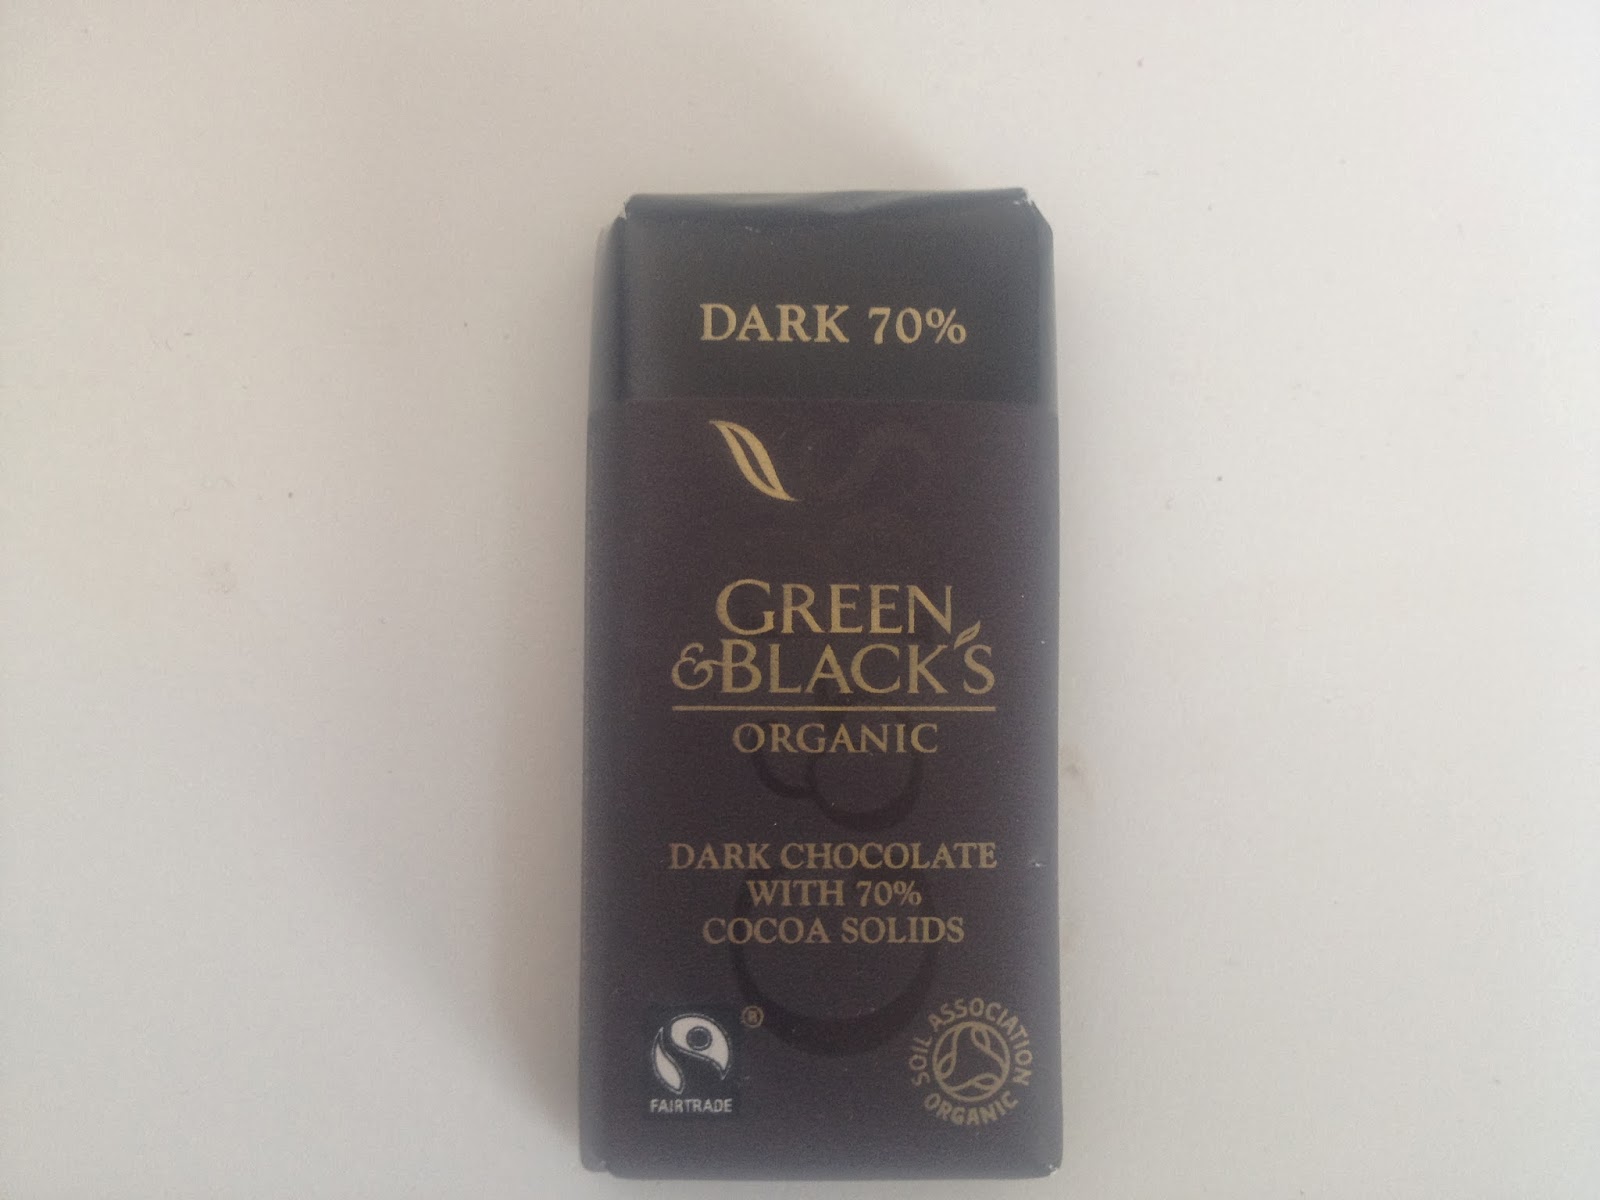 DARK 70%
GREEN
&BLACK'S
ORGANIC
DARK CHOCOLATE
WITH 70%
COCOA SOLIDS
®
FAIRTRADE
SOIL ASSOCIATION
ORGANIC